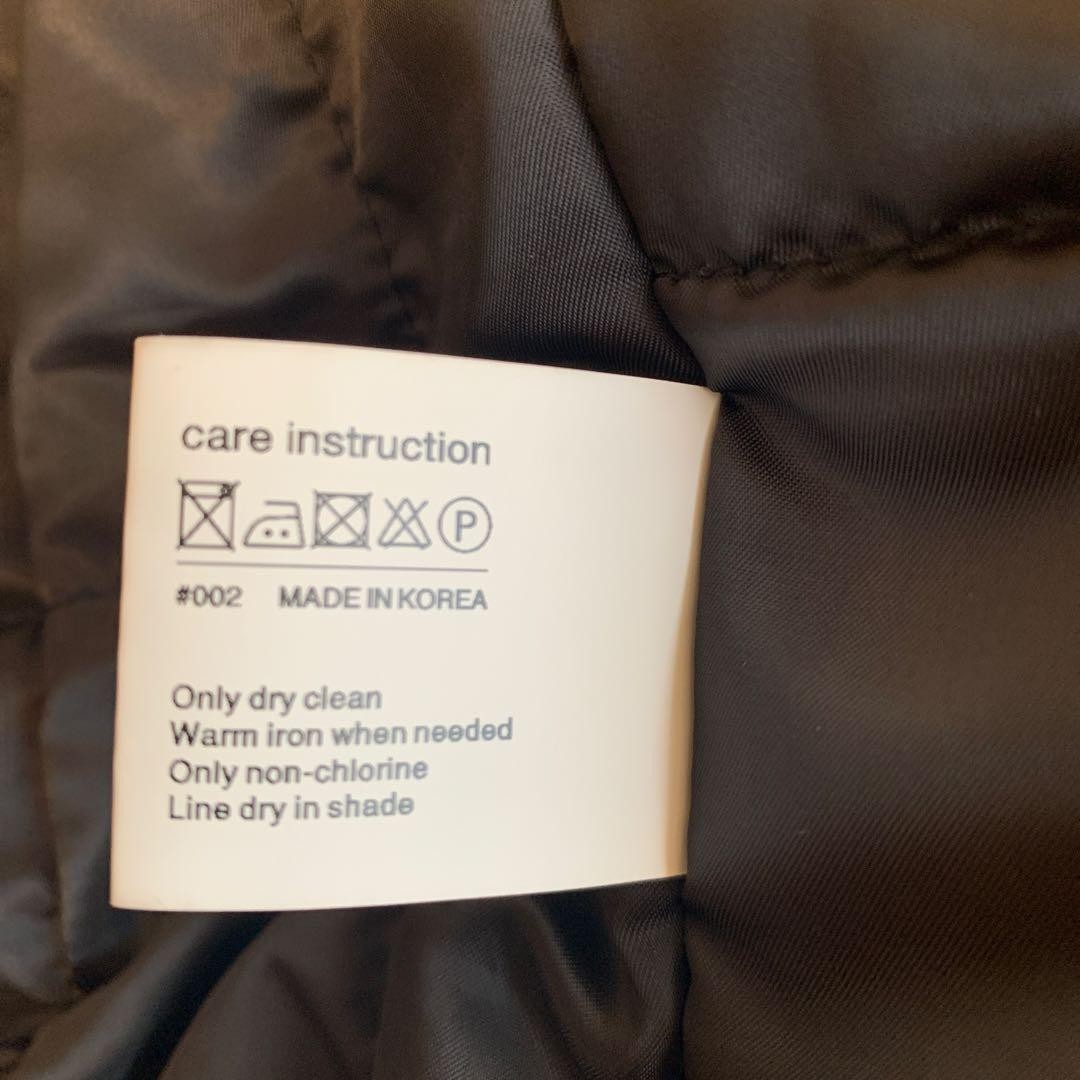 care instruction
P
#002 MADE IN KOREA
Only dry clean
Warm iron when needed
Only non-chlorine
Line dry in shade